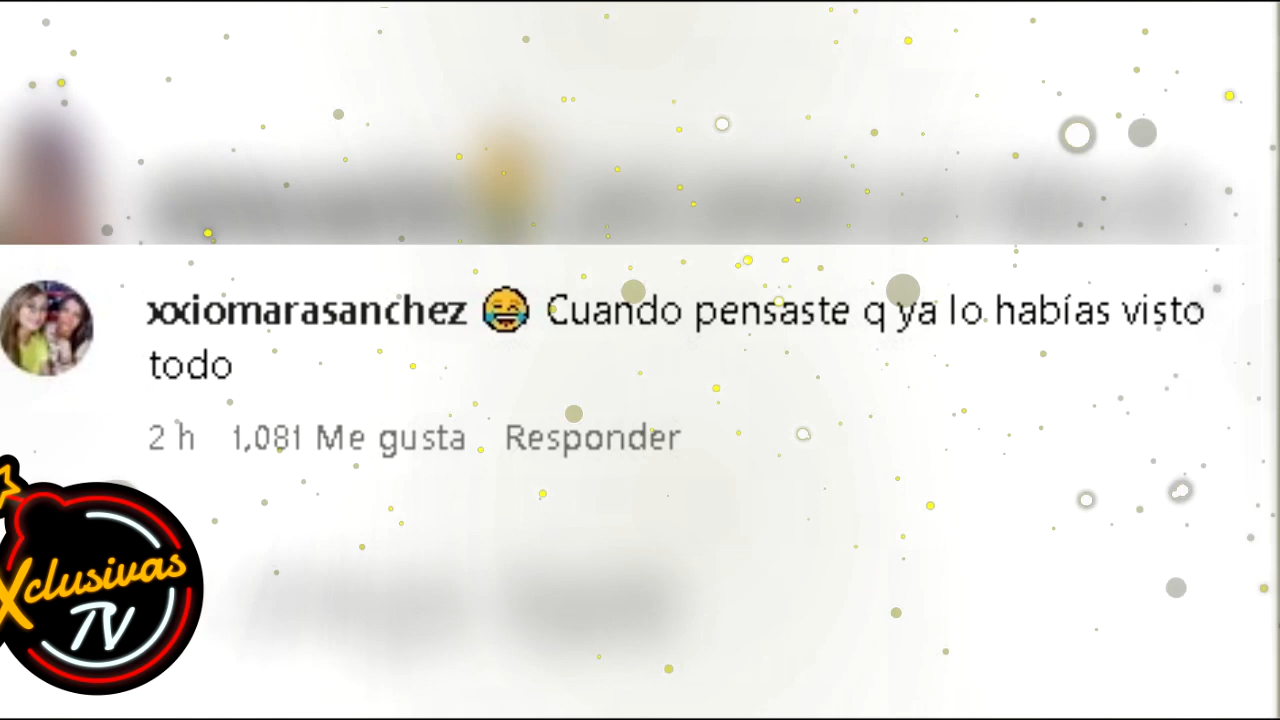 xxiomarasanchez 😂 Cuando pensaste q ya lo habías visto
todo
2 h 1,081 Me gusta Responder
Xclusivas
TV